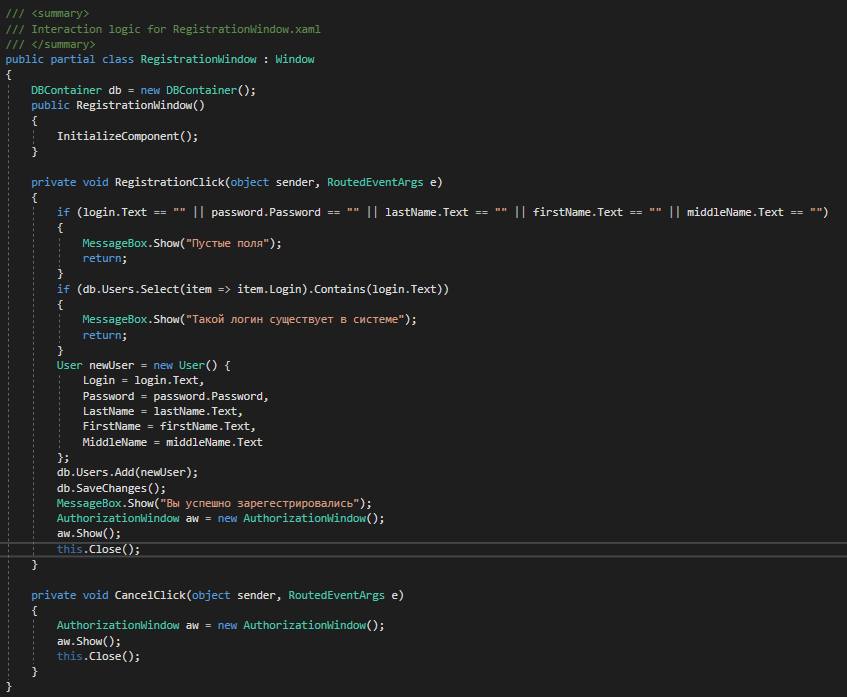 /// <summary>
/// Interaction logic for RegistrationWindow.xaml
/// </summary>
public partial class RegistrationWindow : Window
{
DBContainer db = new DBContainer();
public RegistrationWindow()
{
InitializeComponent();
}
private void RegistrationClick(object sender, RoutedEventArgs e)
{
if (login.Text == "" || password.Password == "" || lastName.Text == "" || firstName.Text == "" || middleName.Text == "")
{
MessageBox.Show("Пустые поля");
return;
}
if (db.Users.Select(item => item.Login).Contains(login.Text))
{
MessageBox.Show("Такой логин существует в системе");
return;
}
User newUser = new User() {
Login = login.Text,
Password = password.Password,
LastName = lastName.Text,
FirstName = firstName.Text,
MiddleName = middleName.Text
};
db.Users.Add(newUser);
db.SaveChanges();
MessageBox.Show("Вы успешно зарегестрировались");
AuthorizationWindow aw = new AuthorizationWindow();
aw.Show();
this.Close();
}
private void CancelClick(object sender, RoutedEventArgs e)
{
AuthorizationWindow aw = new AuthorizationWindow();
aw.Show();
this.Close();
}
}